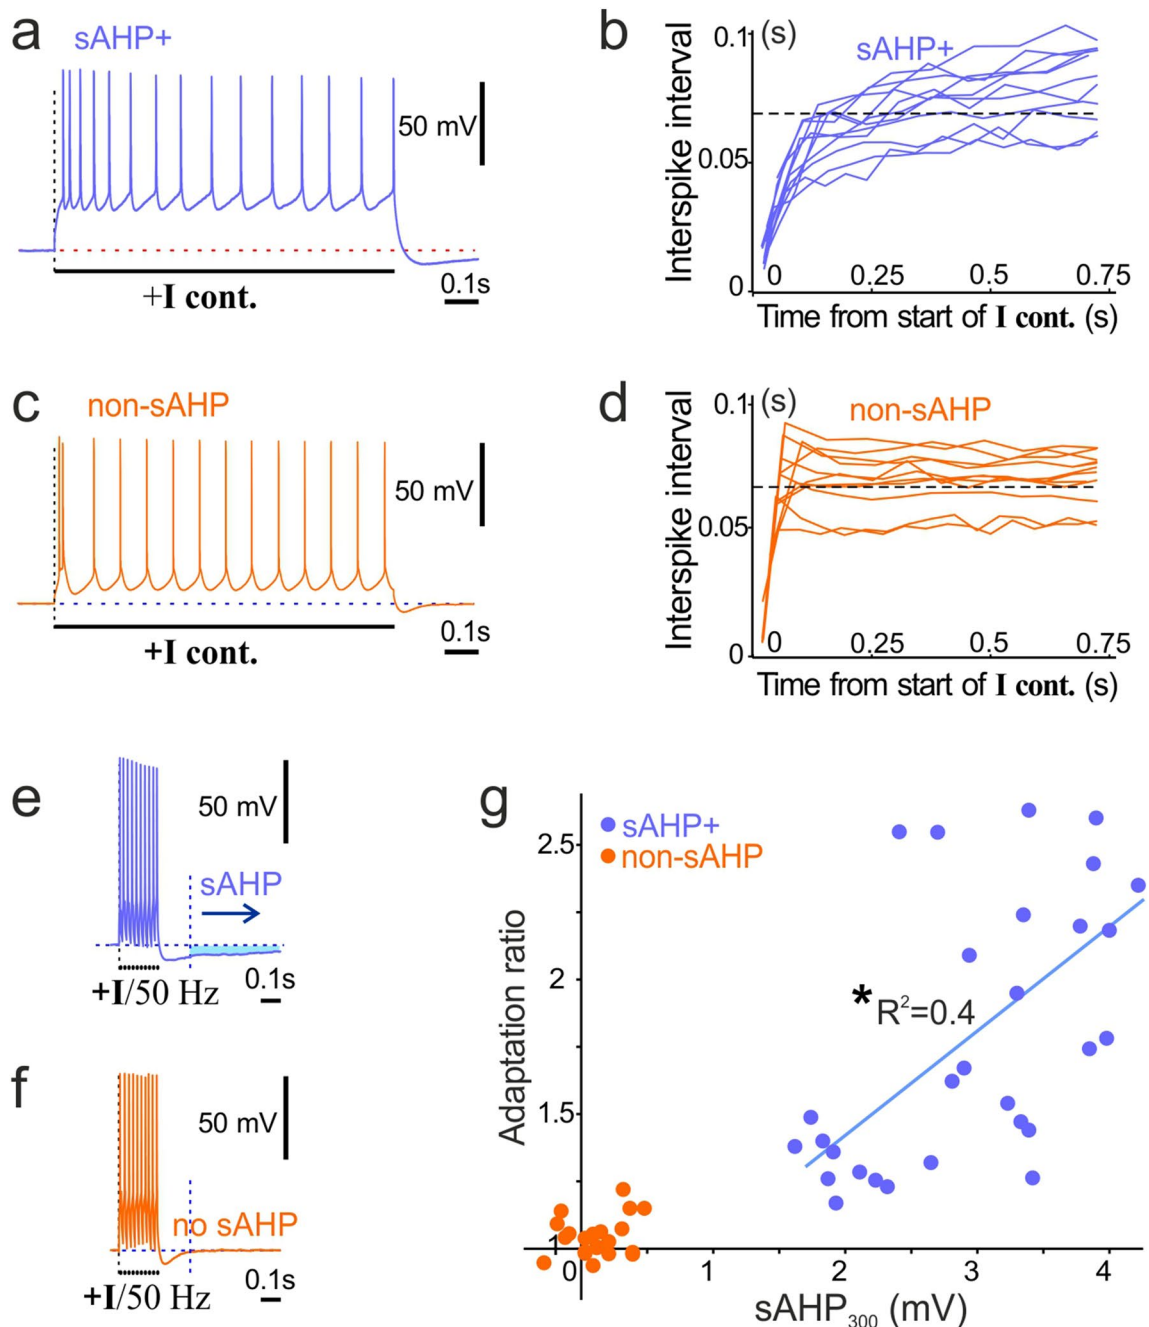 a
sAHP+
50 mV
+I cont.
0.1s
b
0.1 (s)
sAHP+
Interspike interval
0.05
0
0 0.25 0.5 0.75
Time from start of I cont. (s)
c
non-sAHP
50 mV
+I cont.
0.1s
d
0.1 (s)
non-sAHP
Interspike interval
0.05
0
0 0.25 0.5 0.75
Time from start of I cont. (s)
e
50 mV
sAHP
0.1s
+I/50 Hz
f
50 mV
no sAHP
0.1s
+I/50 Hz
g
sAHP+
non-sAHP
2.5
2
1.5
1
Adaptation ratio
* R²=0.4
0 1 2 3 4
sAHP₃₀₀ (mV)